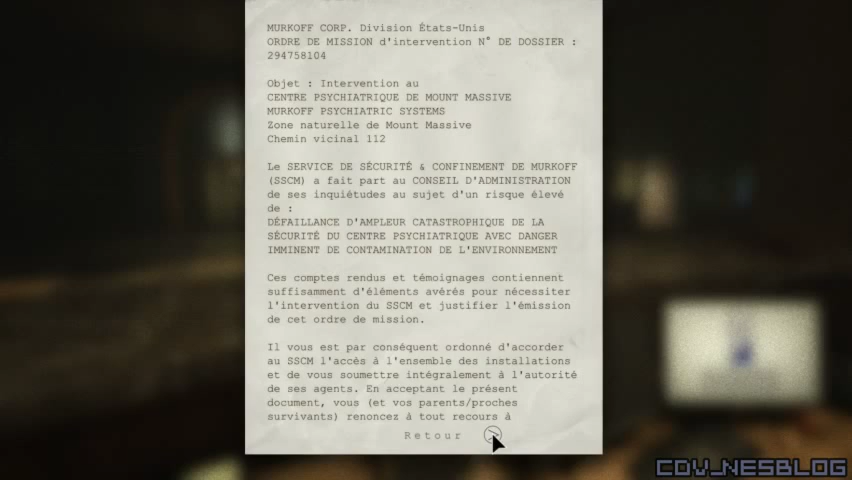 MURKOFF CORP. Division États-Unis
ORDRE DE MISSION d'intervention N° DE DOSSIER :
294758104
Objet : Intervention au
CENTRE PSYCHIATRIQUE DE MOUNT MASSIVE
MURKOFF PSYCHIATRIC SYSTEMS
Zone naturelle de Mount Massive
Chemin vicinal 112
Le SERVICE DE SÉCURITÉ & CONFINEMENT DE MURKOFF
(SSCM) a fait part au CONSEIL D'ADMINISTRATION
de ses inquiétudes au sujet d'un risque élevé
de :
DÉFAILLANCE D'AMPLEUR CATASTROPHIQUE DE LA
SÉCURITÉ DU CENTRE PSYCHIATRIQUE AVEC DANGER
IMMINENT DE CONTAMINATION DE L'ENVIRONNEMENT
Ces comptes rendus et témoignages contiennent
suffisamment d'éléments avérés pour nécessiter
l'intervention du SSCM et justifier l'émission
de cet ordre de mission.
Il vous est par conséquent ordonné d'accorder
au SSCM l'accès à l'ensemble des installations
et de vous soumettre intégralement à l'autorité
de ses agents. En acceptant le présent
document, vous (et vos parents/proches
survivants) renoncez à tout recours à
Retour
CDV_NESBLOG